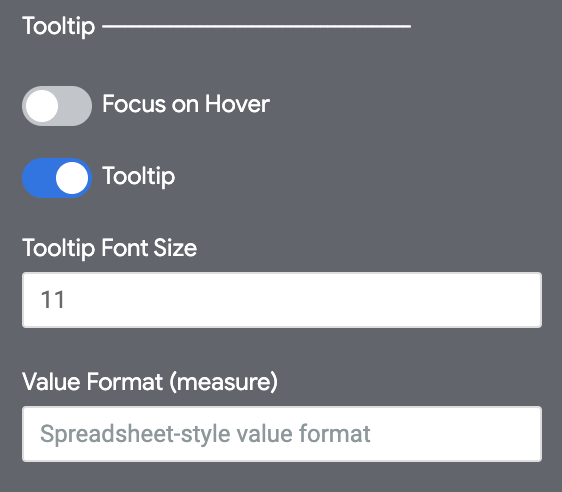 Tooltip
Focus on Hover
Tooltip
Tooltip Font Size
11
Value Format (measure)
Spreadsheet-style value format